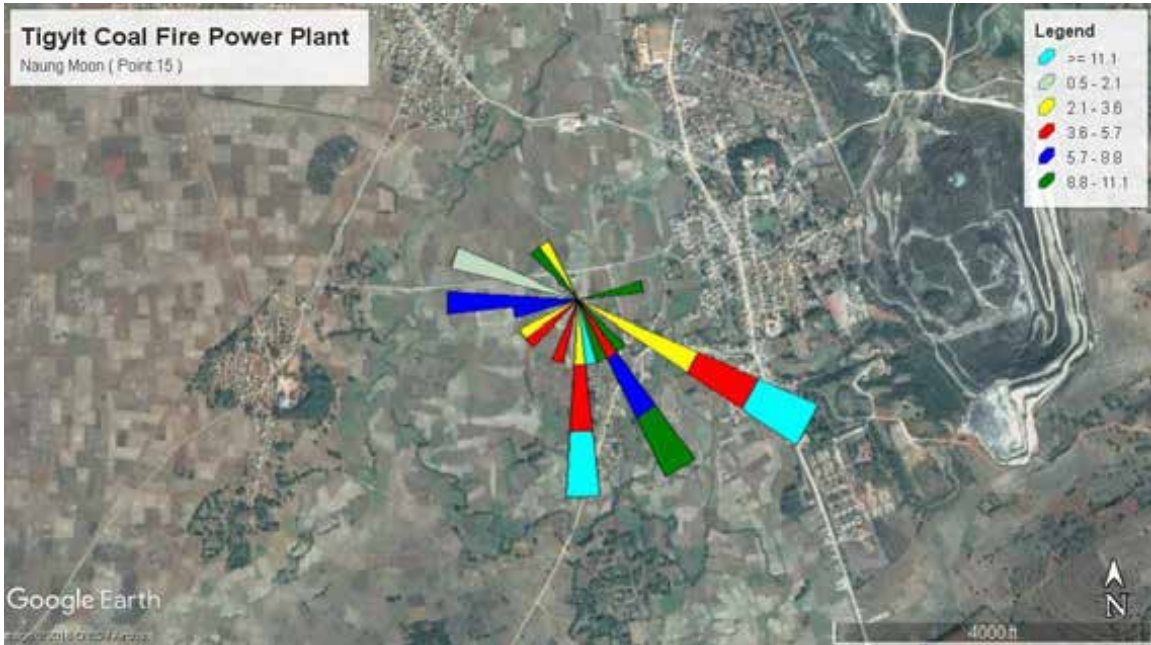 Tigyit Coal Fire Power Plant
Naung Moon ( Point 15 )
Legend
>= 11.1
0.5 - 2.1
2.1 - 3.6
3.6 - 5.7
5.7 - 8.8
8.8 - 11.1
Google Earth
N
4000 ft